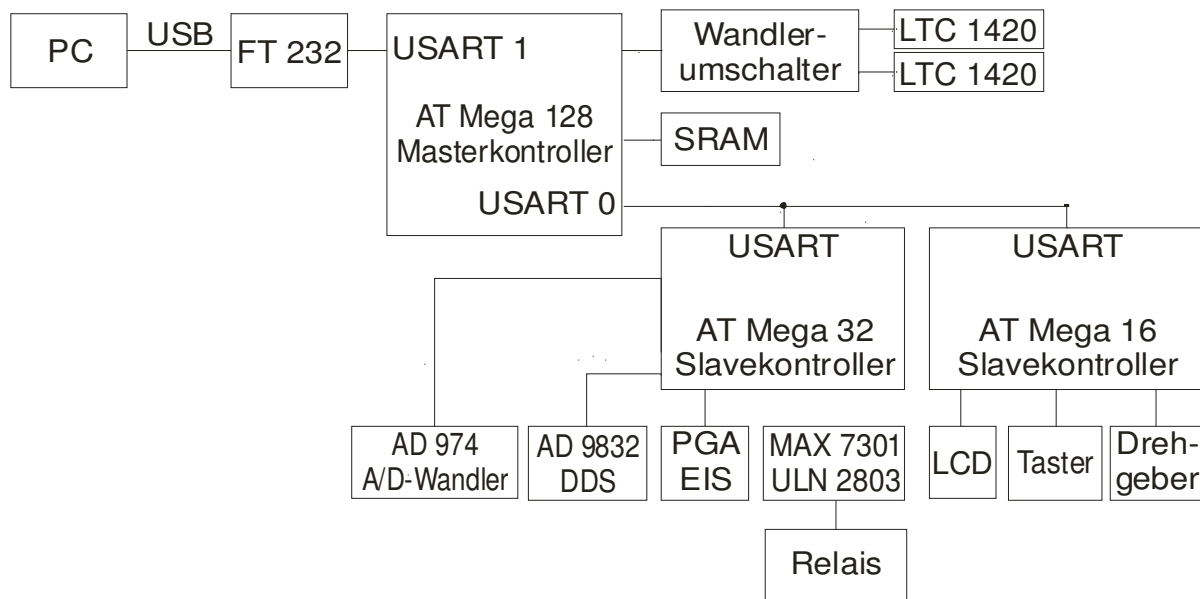 PC
USB
FT 232
USART 1
AT Mega 128
Masterkontroller
USART 0
Wandler-
umschalter
LTC 1420
LTC 1420
SRAM
USART
AT Mega 32
Slavekontroller
USART
AT Mega 16
Slavekontroller
AD 974
A/D-Wandler
AD 9832
DDS
PGA
EIS
MAX 7301
ULN 2803
LCD
Taster
Dreh-
geber
Relais